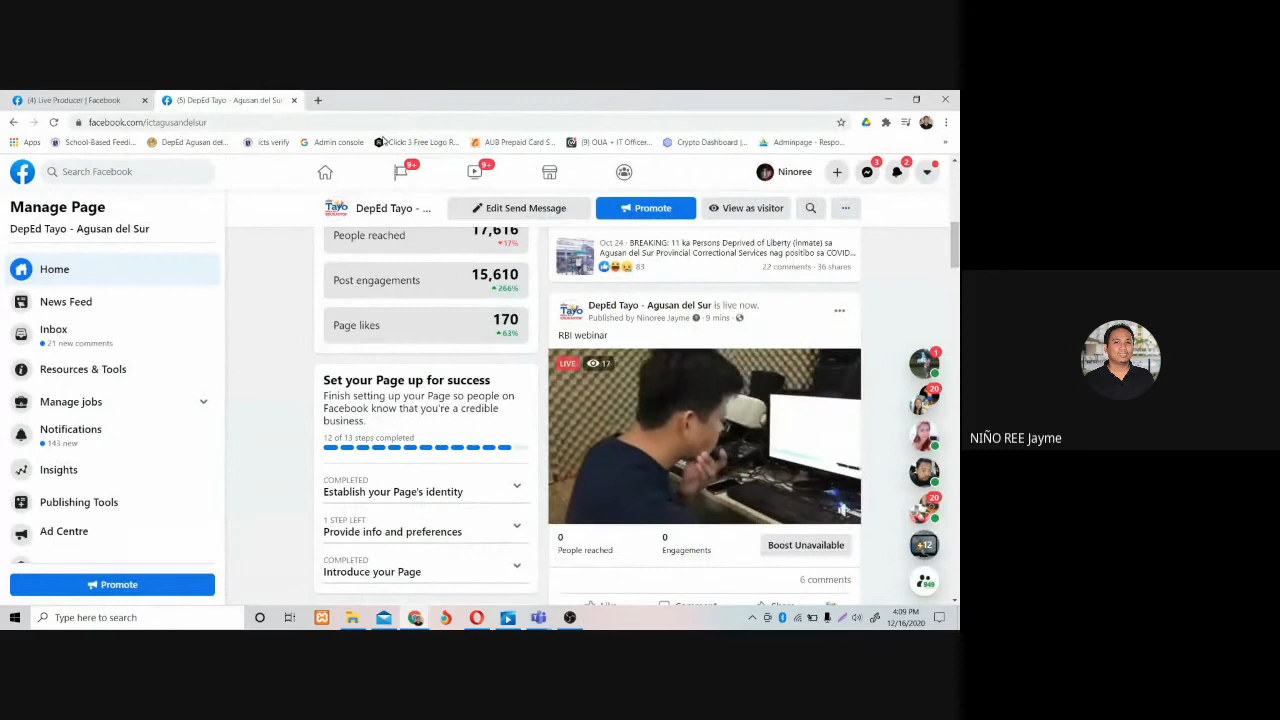 (4) Live Producer | Facebook
(5) DepEd Tayo - Agusan del Sur
facebook.com/ictagusandelsur
Apps
School-Based Feedi...
DepEd Agusan del...
icts verify
Admin console
Click: 3 Free Logo R...
AUB Prepaid Card S...
(9) OUA + IT Officer...
Crypto Dashboard |...
Adminpage - Respo...
»
Search Facebook
9+
9+
Ninoree
3
2
Manage Page
DepEd Tayo - Agusan del Sur
Home
News Feed
Inbox
21 new comments
Resources & Tools
Manage jobs
Notifications
143 new
Insights
Publishing Tools
Ad Centre
Promote
Tayo
DepEd Tayo - ...
Edit Send Message
Promote
View as visitor
People reached
17,616
17%
Post engagements
15,610
266%
Page likes
170
63%
Set your Page up for success
Finish setting up your Page so people on
Facebook know that you're a credible
business.
12 of 13 steps completed
COMPLETED
Establish your Page's identity
1 STEP LEFT
Provide info and preferences
COMPLETED
Introduce your Page
Oct 24 · BREAKING: 11 ka Persons Deprived of Liberty (inmate) sa
Agusan del Sur Provincial Correctional Services nag positibo sa COVID...
83
22 comments · 36 shares
Tayo
DepEd Tayo - Agusan del Sur is live now.
Published by Ninoree Jayme · 9 mins ·
RBI webinar
LIVE
17
0
People reached
0
Engagements
Boost Unavailable
6 comments
Like
Comment
Share
1
20
20
+12
949
Type here to search
4:09 PM
12/16/2020
NIÑO REE Jayme